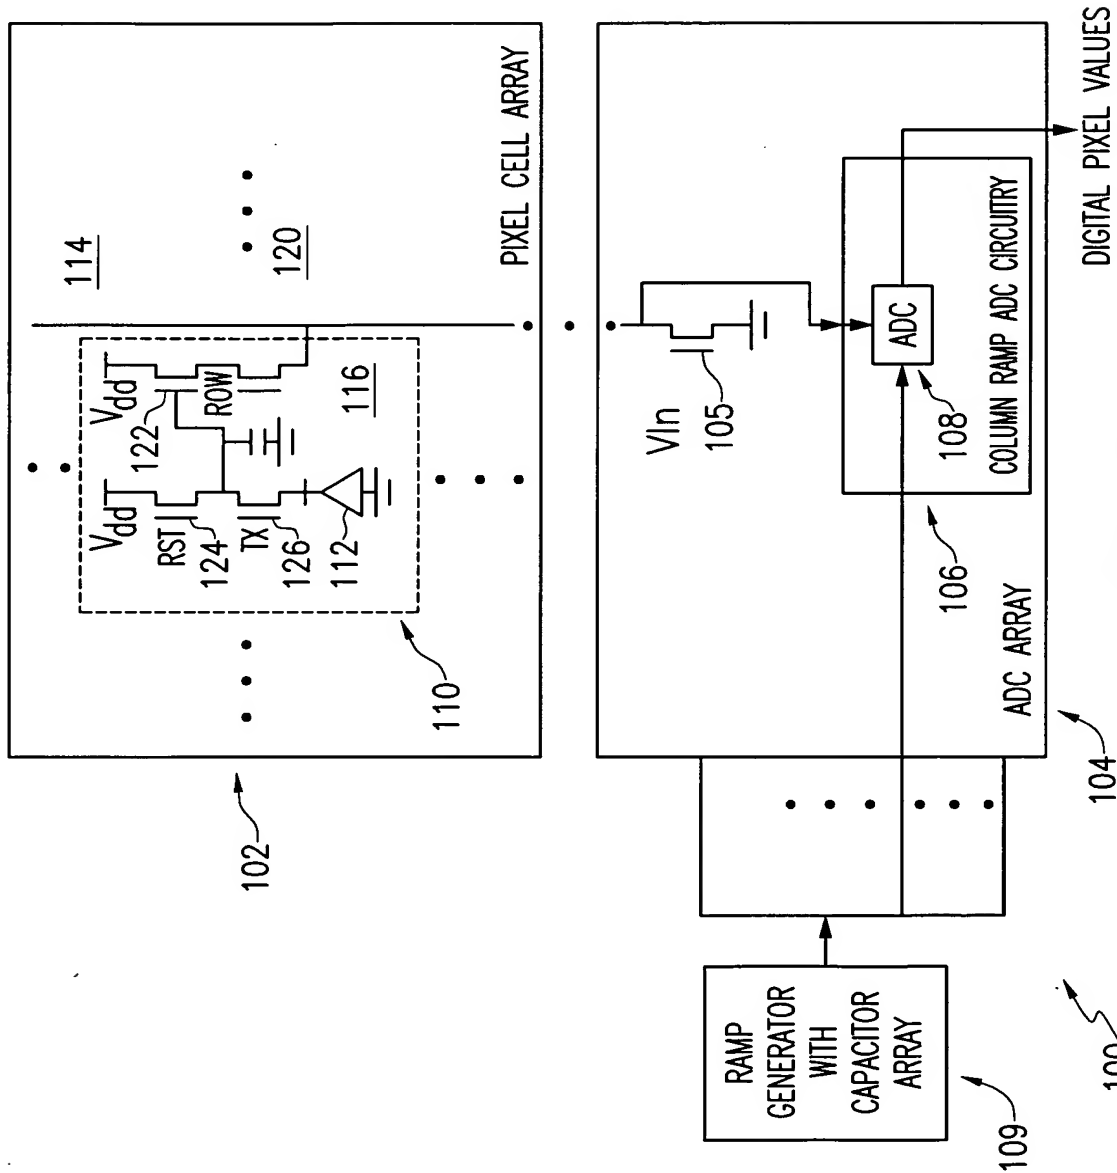 114
120
PIXEL CELL ARRAY
Vdd
122
ROW
116
Vdd
RST
124
TX
126
112
110
102
VIn
105
ADC
108
COLUMN RAMP ADC CIRCUITRY
106
ADC ARRAY
104
DIGITAL PIXEL VALUES
RAMP
GENERATOR
WITH
CAPACITOR
ARRAY
109